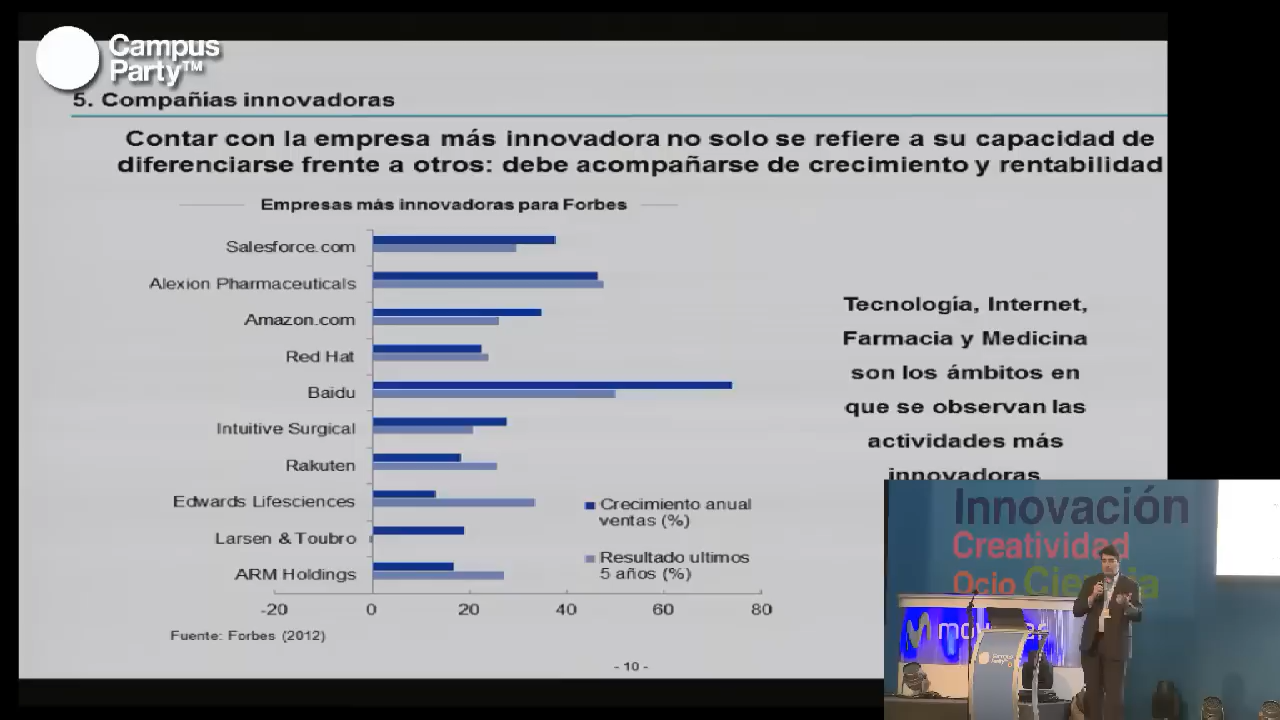 Campus
Party™
5. Compañías innovadoras
Contar con la empresa más innovadora no solo se refiere a su capacidad de
diferenciarse frente a otros: debe acompañarse de crecimiento y rentabilidad
Empresas más innovadoras para Forbes
Salesforce.com
Alexion Pharmaceuticals
Amazon.com
Red Hat
Baidu
Intuitive Surgical
Rakuten
Edwards Lifesciences
Larsen & Toubro
ARM Holdings
-20 0 20 40 60 80
Crecimiento anual
ventas (%)
Resultado ultimos
5 años (%)
Tecnología, Internet,
Farmacia y Medicina
son los ámbitos en
que se observan las
actividades más
innovadoras
Fuente: Forbes (2012)
- 10 -
Innovación
Creatividad
Ocio Ciencia
Campus
Party